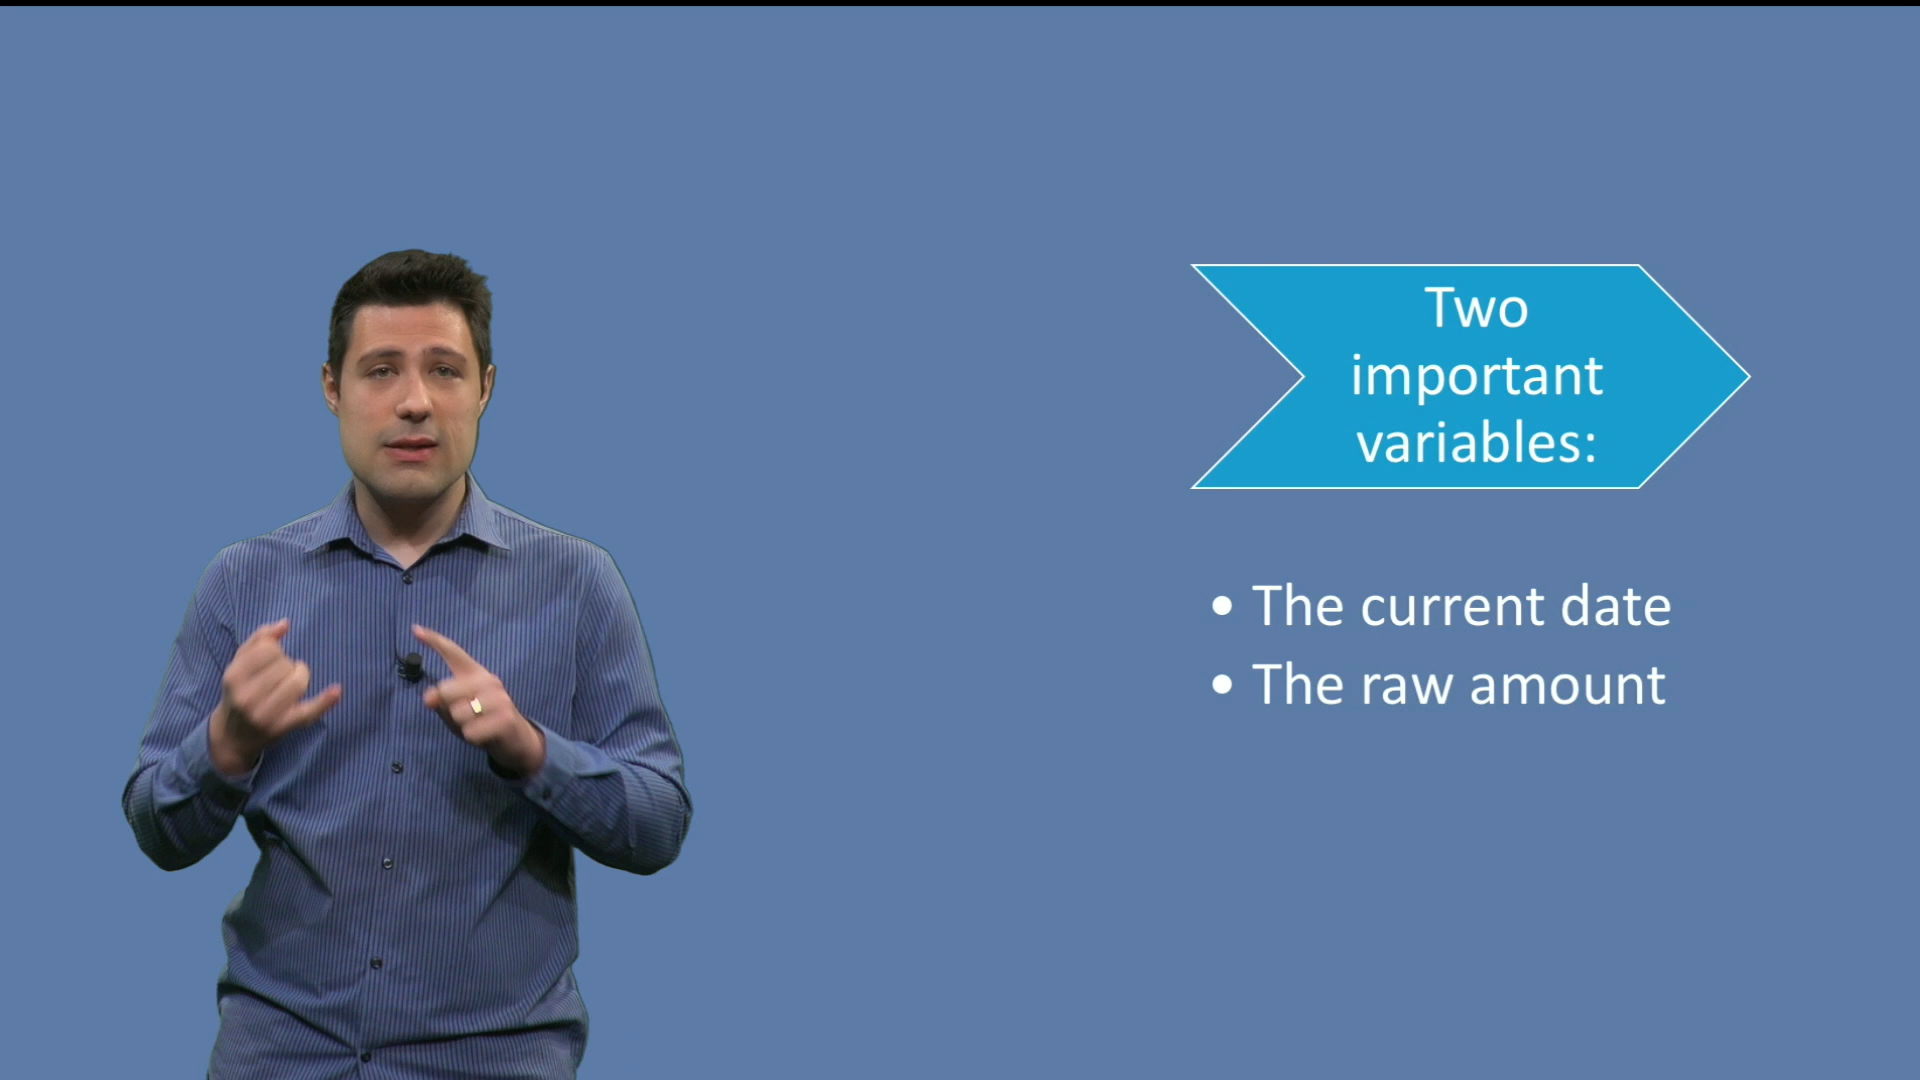 Two
important
variables:
• The current date
• The raw amount